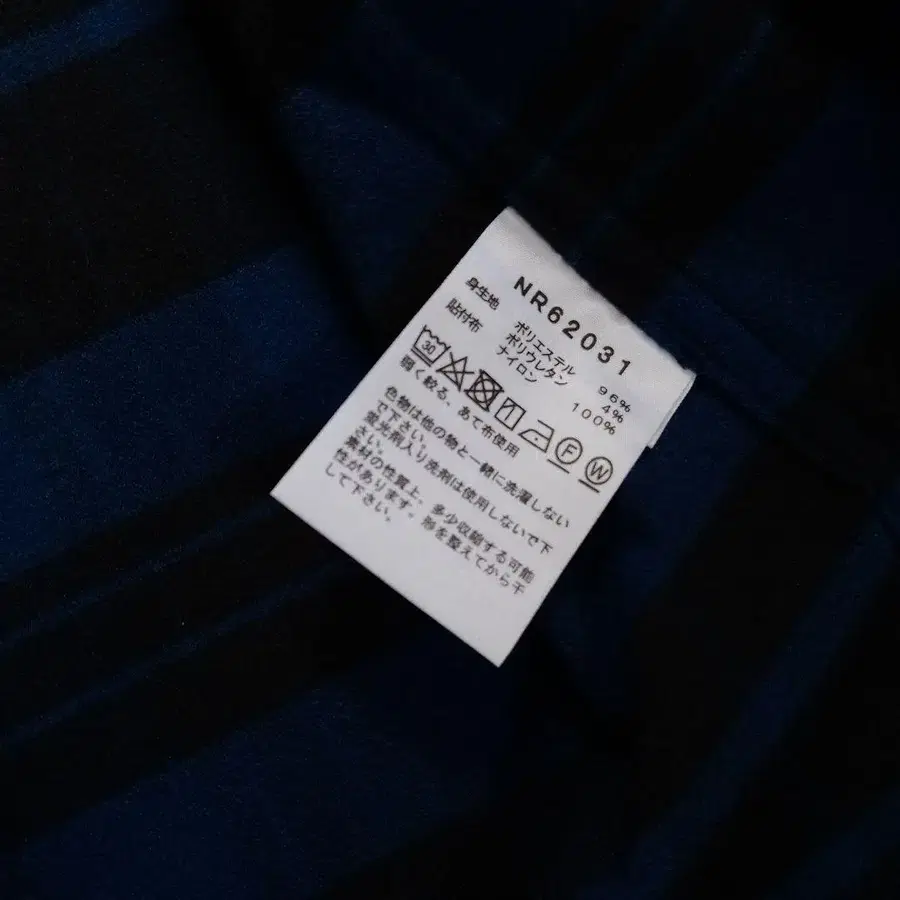 NR62031
身生地 ポリエステル 96%
ポリウレタン 4%
貼付布 ナイロン 100%
30 F W
弱く絞る、あて布使用
色物は他の物と一緒に洗濯しない
で下さい。
蛍光剤入り洗剤は使用しないで下
さい。
素材の性質上、多少収縮する可能
性があります。形を整えてから干
して下さい。